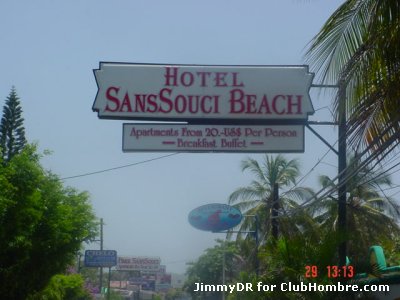 HOTEL
SANSSOUCI BEACH
Apartments From 20.-US$ Per Person
Breakfast Buffet
29 13:13
JimmyDR for ClubHombre.com